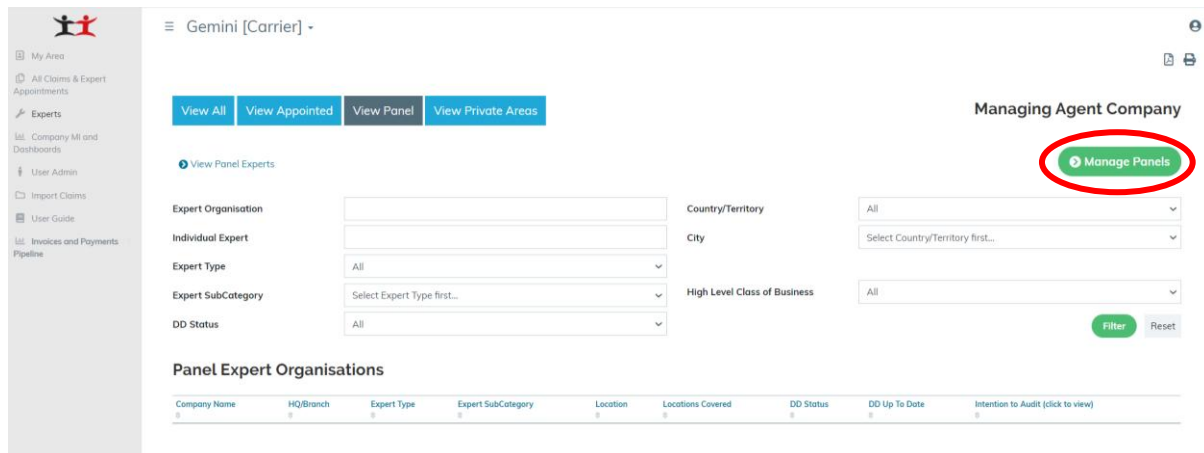 Gemini [Carrier]
My Area
All Claims & Expert
Appointments
Experts
Company MI and
Dashboards
User Admin
Import Claims
User Guide
Invoices and Payments
Pipeline
View All View Appointed View Panel View Private Areas
Managing Agent Company
View Panel Experts
Manage Panels
Expert Organisation
Country/Territory All
Individual Expert
City Select Country/Territory first...
Expert Type All
Expert SubCategory Select Expert Type first...
High Level Class of Business All
DD Status All
Filter Reset
Panel Expert Organisations
Company Name HQ/Branch Expert Type Expert SubCategory Location Locations Covered DD Status DD Up To Date Intention to Audit (click to view)